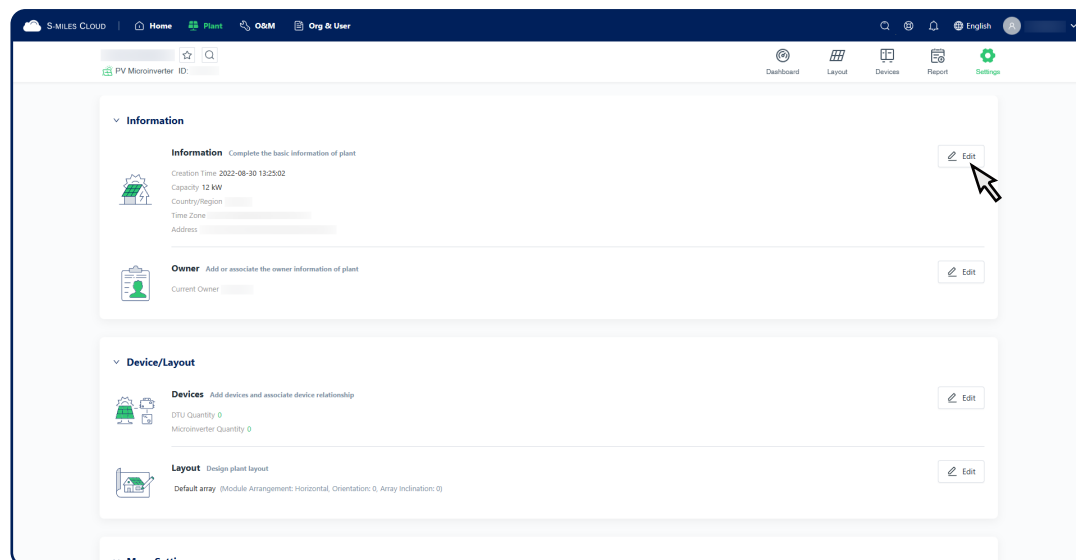 S-MILES CLOUD Home Plant O&M Org & User English A
PV Microinverter ID:
Dashboard Layout Devices Report Settings
Information
Information Complete the basic information of plant
Edit
Creation Time 2022-08-30 13:25:02
Capacity 12 kW
Country/Region
Time Zone
Address
Owner Add or associate the owner information of plant
Edit
Current Owner
Device/Layout
Devices Add devices and associate device relationship
Edit
DTU Quantity 0
Microinverter Quantity 0
Layout Design plant layout
Edit
Default array (Module Arrangement: Horizontal, Orientation: 0, Array Inclination: 0)